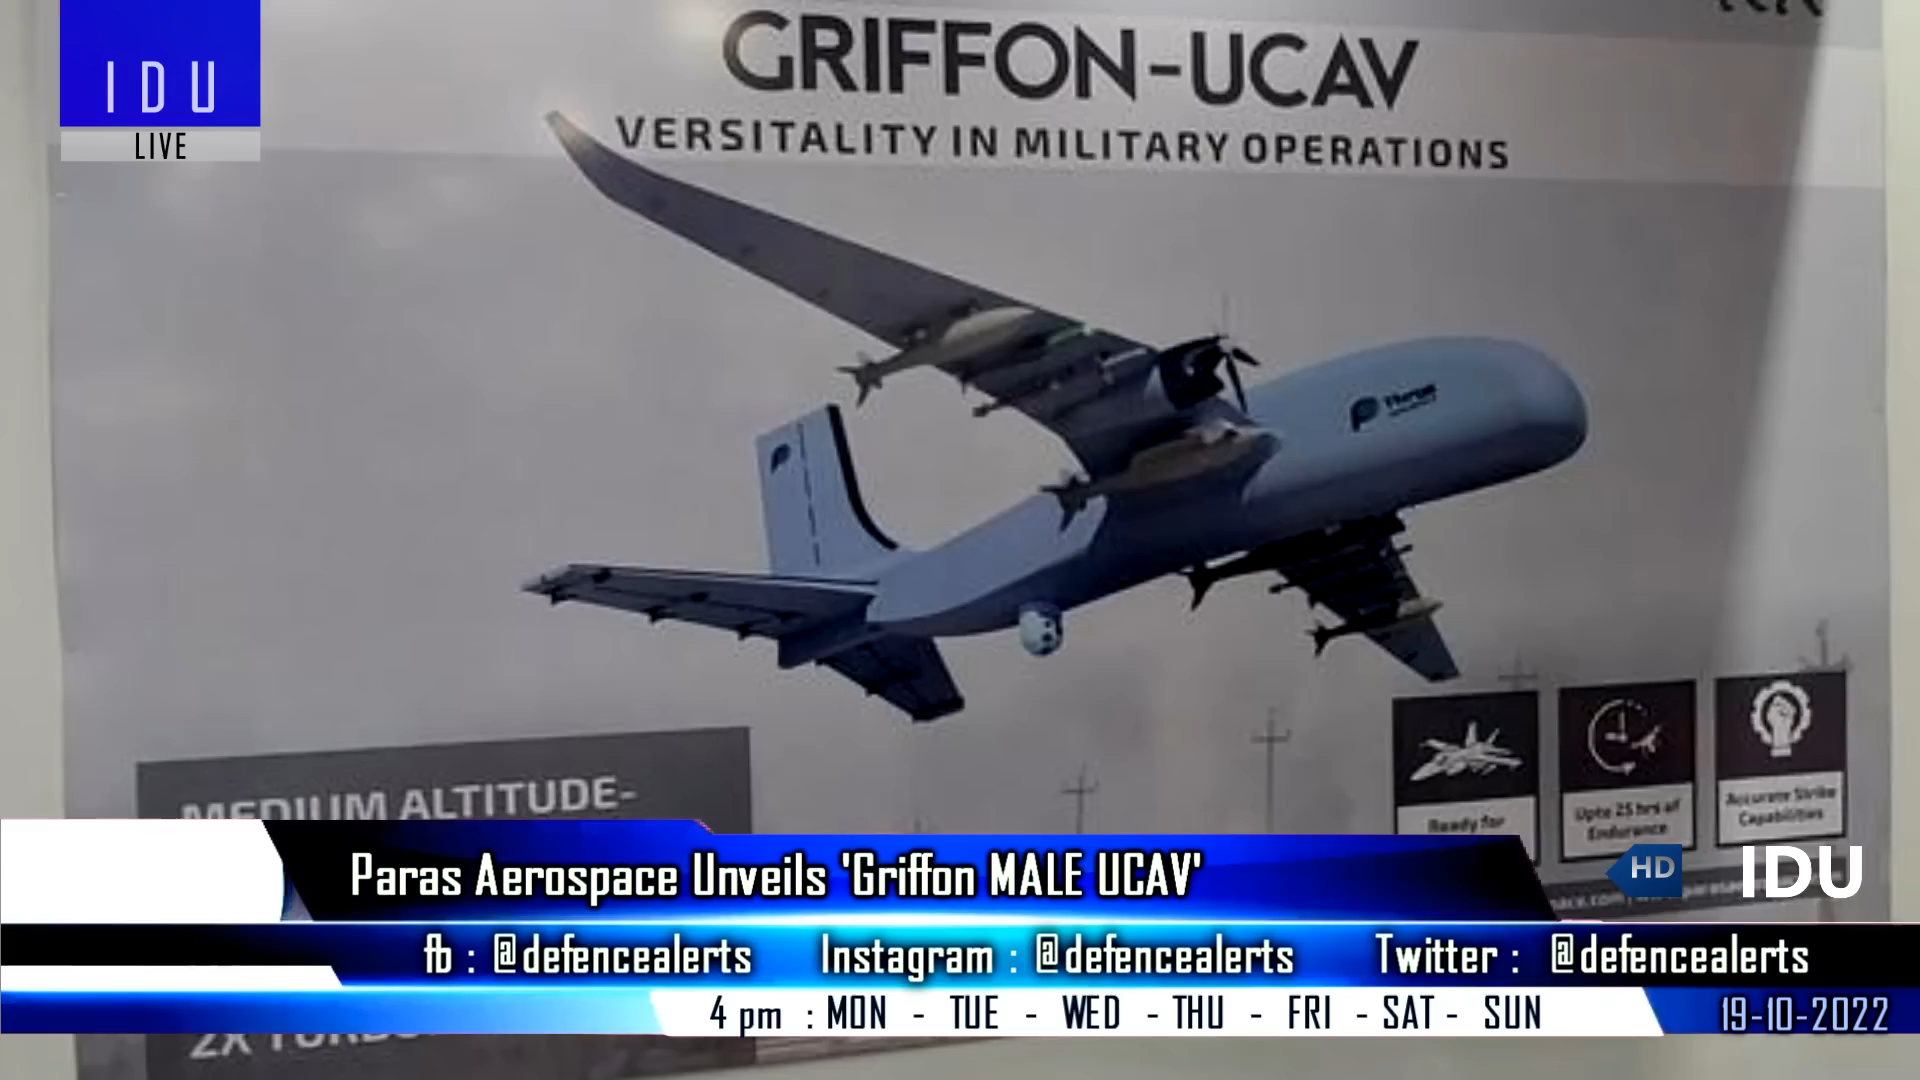 IDU
LIVE
GRIFFON-UCAV
VERSITALITY IN MILITARY OPERATIONS
MEDIUM ALTITUDE-
Ready for
Upto 25 hrs of
Endurance
Accurate Strike
Capabilities
HD
IDU
Paras Aerospace Unveils 'Griffon MALE UCAV'
fb : @defencealerts Instagram : @defencealerts Twitter : @defencealerts
4 pm : MON - TUE - WED - THU - FRI - SAT - SUN
19-10-2022
2X